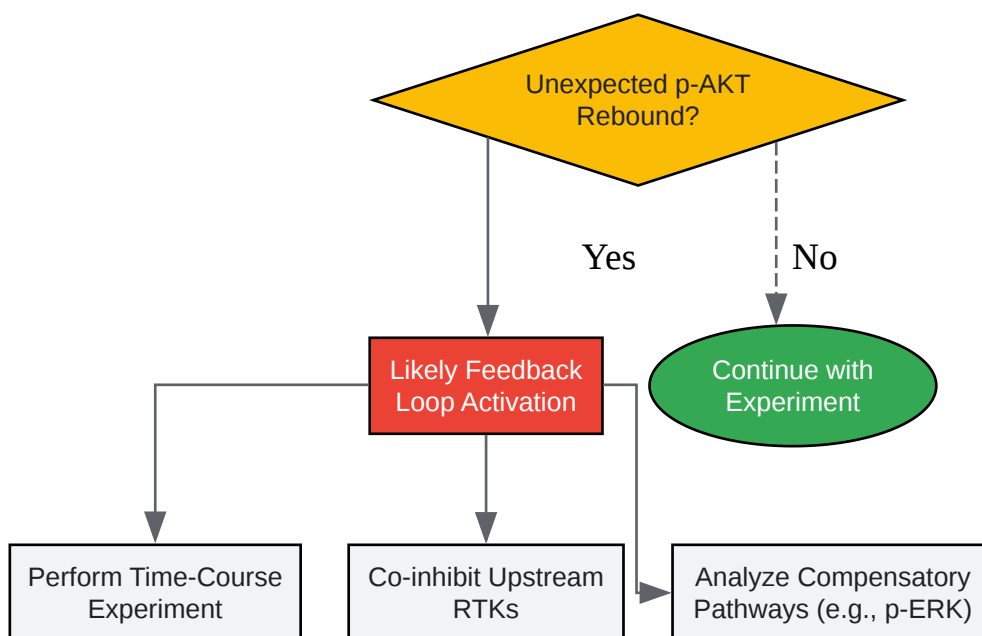 Unexpected p-AKT
Rebound?
Yes
No
Likely Feedback
Loop Activation
Continue with
Experiment
Perform Time-Course
Experiment
Co-inhibit Upstream
RTKs
Analyze Compensatory
Pathways (e.g., p-ERK)